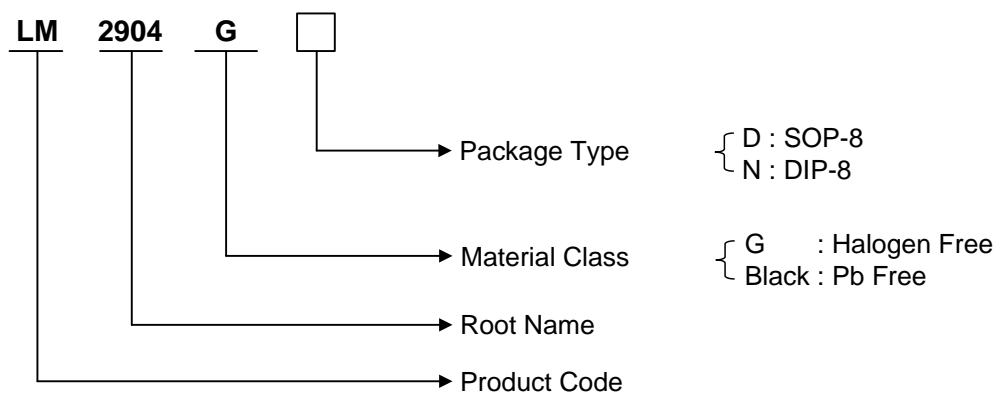 LM 2904 G
Package Type
D : SOP-8
N : DIP-8
Material Class
G : Halogen Free
Black : Pb Free
Root Name
Product Code